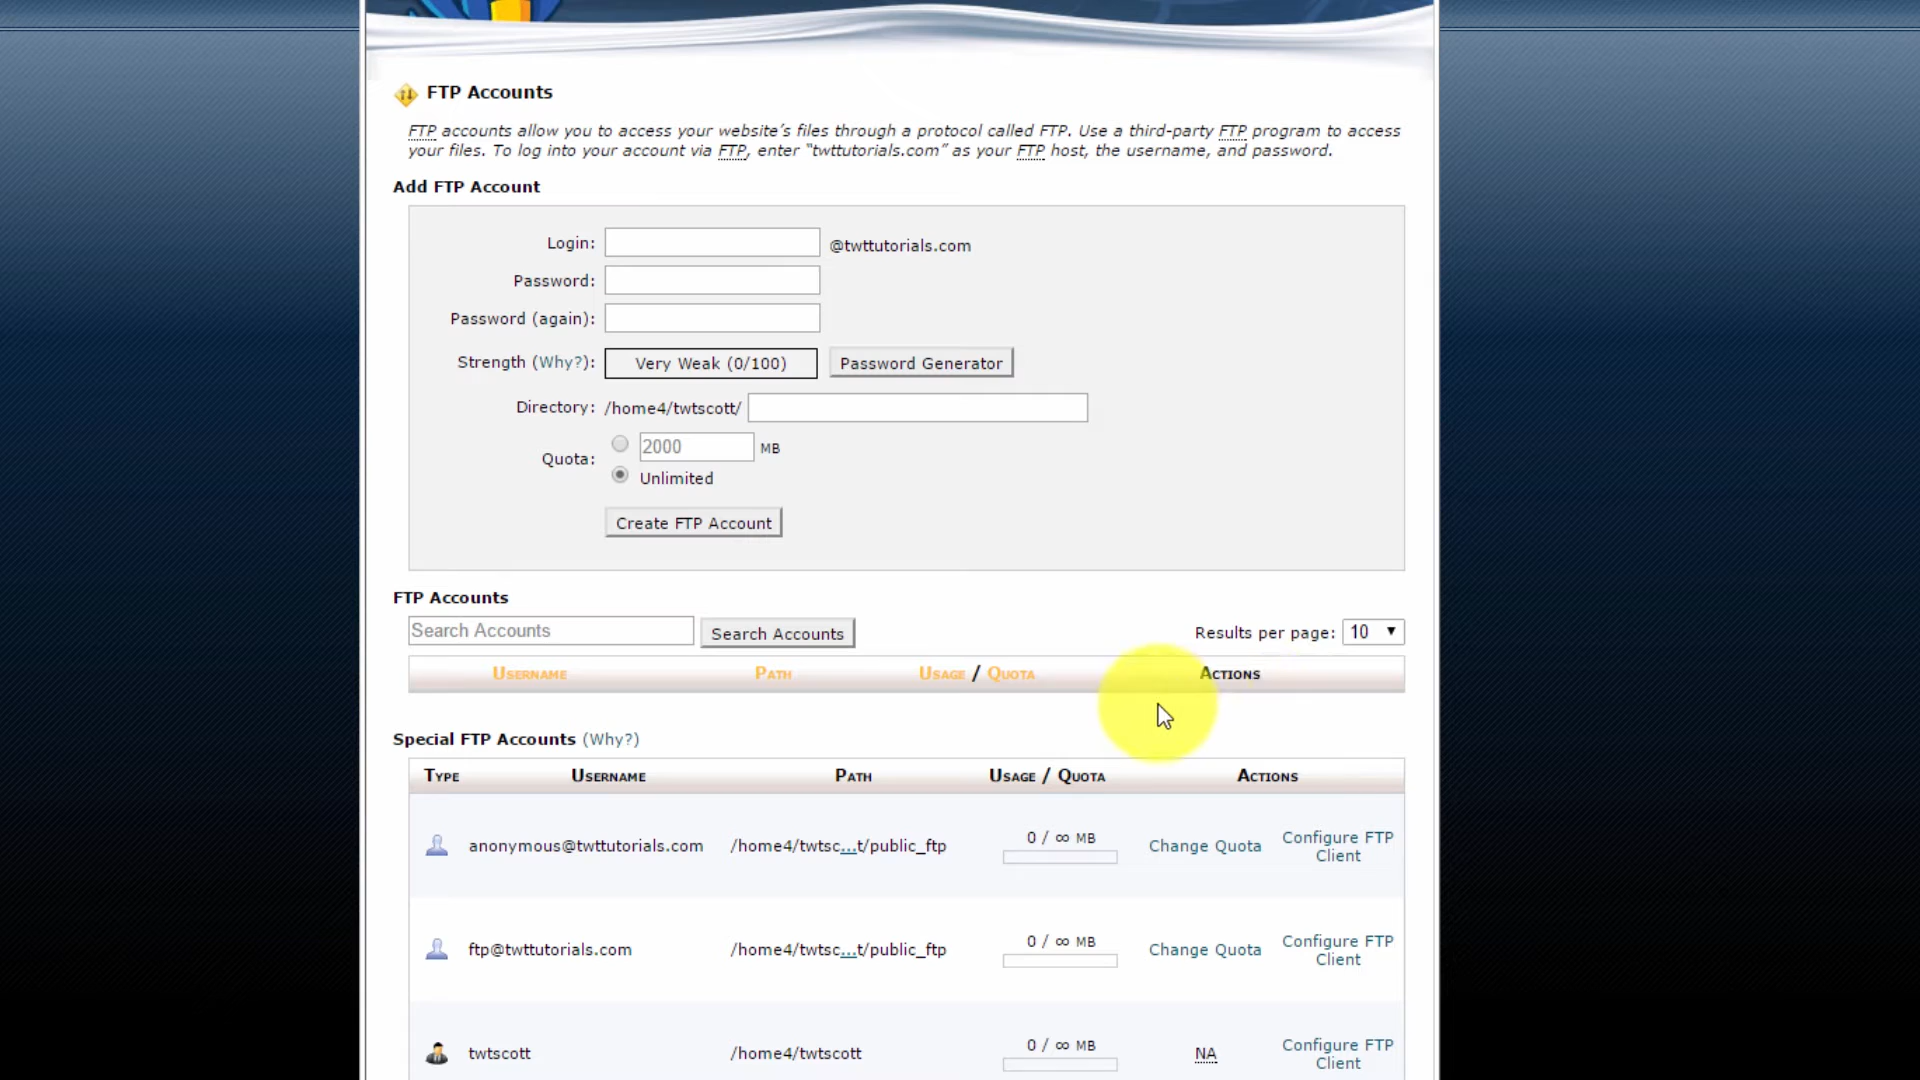 FTP Accounts
FTP accounts allow you to access your website's files through a protocol called FTP. Use a third-party FTP program to access
your files. To log into your account via FTP, enter "twttutorials.com" as your FTP host, the username, and password.
Add FTP Account
Login: @twttutorials.com
Password:
Password (again):
Strength (Why?): Very Weak (0/100) Password Generator
Directory: /home4/twtscott/
Quota: 2000 MB
Unlimited
Create FTP Account
FTP Accounts
Search Accounts Search Accounts Results per page: 10
USERNAME PATH USAGE / QUOTA ACTIONS
Special FTP Accounts (Why?)
TYPE USERNAME PATH USAGE / QUOTA ACTIONS
anonymous@twttutorials.com /home4/twtsc...t/public_ftp 0 / ∞ MB Change Quota Configure FTP
Client
ftp@twttutorials.com /home4/twtsc...t/public_ftp 0 / ∞ MB Change Quota Configure FTP
Client
twtscott /home4/twtscott 0 / ∞ MB NA Configure FTP
Client